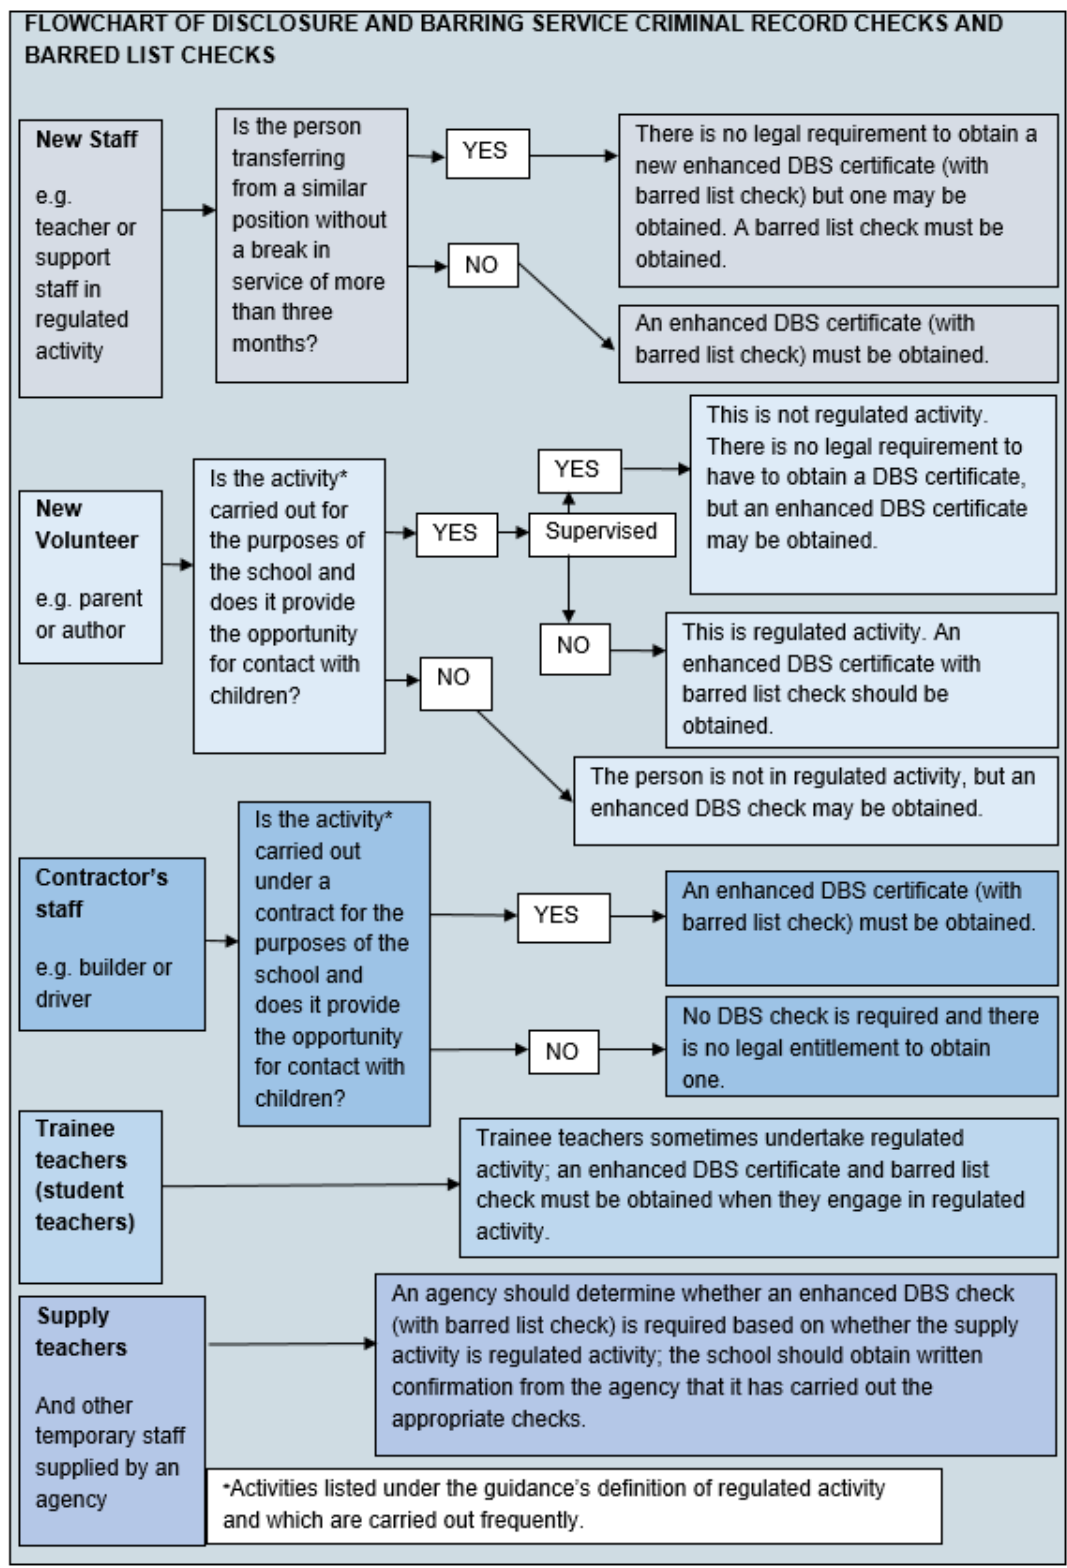 FLOWCHART OF DISCLOSURE AND BARRING SERVICE CRIMINAL RECORD CHECKS AND
BARRED LIST CHECKS
New Staff
e.g.
teacher or
support
staff in
regulated
activity
Is the person
transferring
from a similar
position without
a break in
service of more
than three
months?
YES
There is no legal requirement to obtain a
new enhanced DBS certificate (with
barred list check) but one may be
obtained. A barred list check must be
obtained.
NO
An enhanced DBS certificate (with
barred list check) must be obtained.
New
Volunteer
e.g. parent
or author
Is the activity*
carried out for
the purposes of
the school and
does it provide
the opportunity
for contact with
children?
YES
Supervised
YES
This is not regulated activity.
There is no legal requirement to
have to obtain a DBS certificate,
but an enhanced DBS certificate
may be obtained.
NO
This is regulated activity. An
enhanced DBS certificate with
barred list check should be
obtained.
NO
The person is not in regulated activity, but an
enhanced DBS check may be obtained.
Contractor's
staff
e.g. builder or
driver
Is the activity*
carried out
under a
contract for the
purposes of the
school and
does it provide
the opportunity
for contact with
children?
YES
An enhanced DBS certificate (with
barred list check) must be obtained.
NO
No DBS check is required and there
is no legal entitlement to obtain
one.
Trainee
teachers
(student
teachers)
Trainee teachers sometimes undertake regulated
activity; an enhanced DBS certificate and barred list
check must be obtained when they engage in regulated
activity.
Supply
teachers
And other
temporary staff
supplied by an
agency
An agency should determine whether an enhanced DBS check
(with barred list check) is required based on whether the supply
activity is regulated activity; the school should obtain written
confirmation from the agency that it has carried out the
appropriate checks.
*Activities listed under the guidance's definition of regulated activity
and which are carried out frequently.